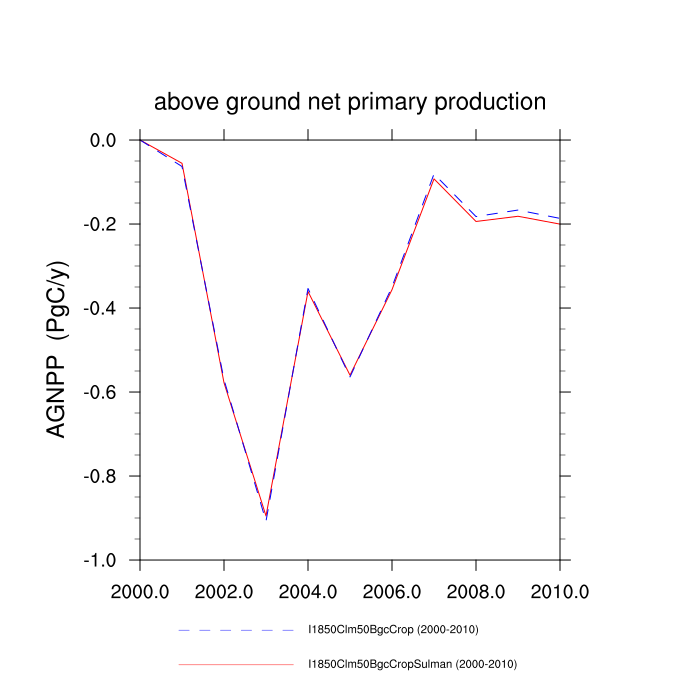 above ground net primary production
AGNPP (PgC/y)
0.0
-0.2
-0.4
-0.6
-0.8
-1.0
2000.0 2002.0 2004.0 2006.0 2008.0 2010.0
I1850Clm50BgcCrop (2000-2010)
I1850Clm50BgcCropSulman (2000-2010)